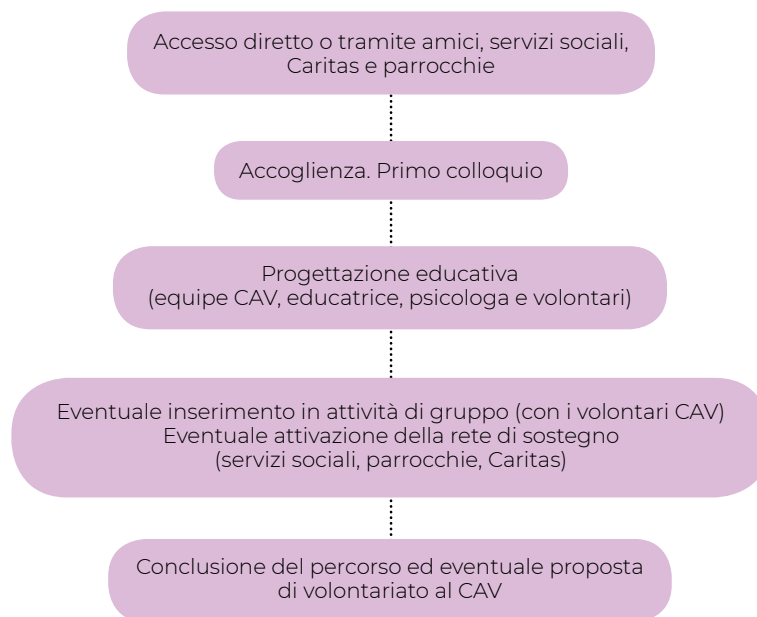 Accesso diretto o tramite amici, servizi sociali,
Caritas e parrocchie
Accoglienza. Primo colloquio
Progettazione educativa
(equipe CAV, educatrice, psicologa e volontari)
Eventuale inserimento in attività di gruppo (con i volontari CAV)
Eventuale attivazione della rete di sostegno
(servizi sociali, parrocchie, Caritas)
Conclusione del percorso ed eventuale proposta
di volontariato al CAV